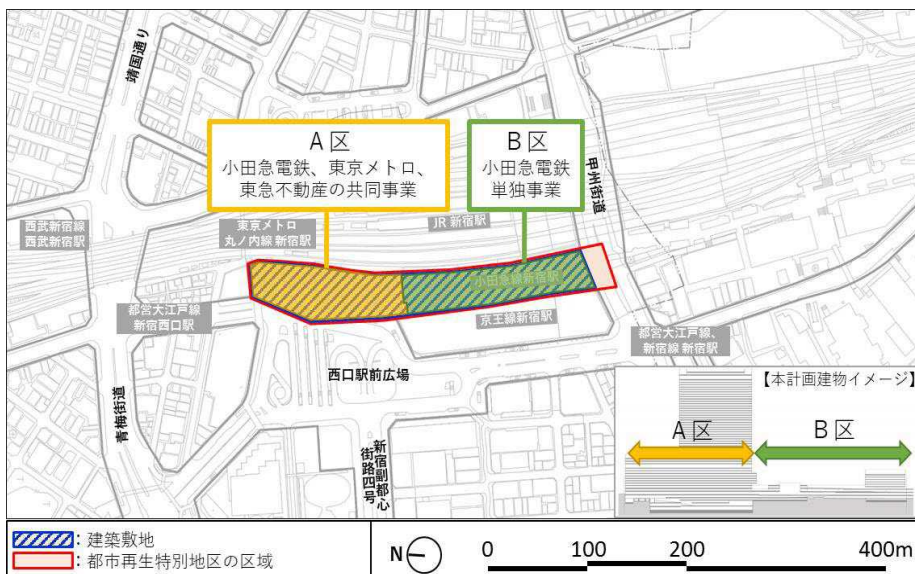 靖国通り
A区
小田急電鉄、東京メトロ、
東急不動産の共同事業
B区
小田急電鉄
単独事業
甲州街道
西武新宿線
西武新宿駅
東京メトロ
丸ノ内線 新宿駅
JR 新宿駅
小田急線新宿駅
都営大江戸線
新宿西口駅
京王線新宿駅
都営大江戸線、
新宿線 新宿駅
西口駅前広場
青梅街道
新宿副都心
街路四号
【本計画建物イメージ】
A区
B区
：建築敷地
：都市再生特別地区の区域
N
0 100 200 400m